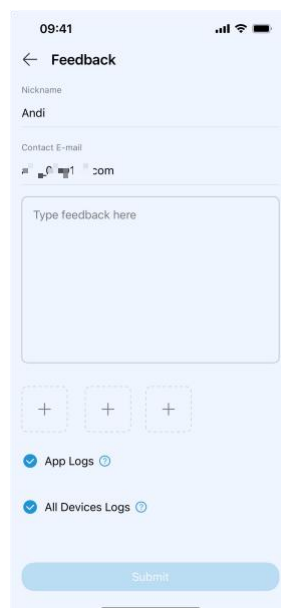 09:41
Feedback
Nickname
Andi
Contact E-mail
com
Type feedback here
App Logs
All Devices Logs
Submit